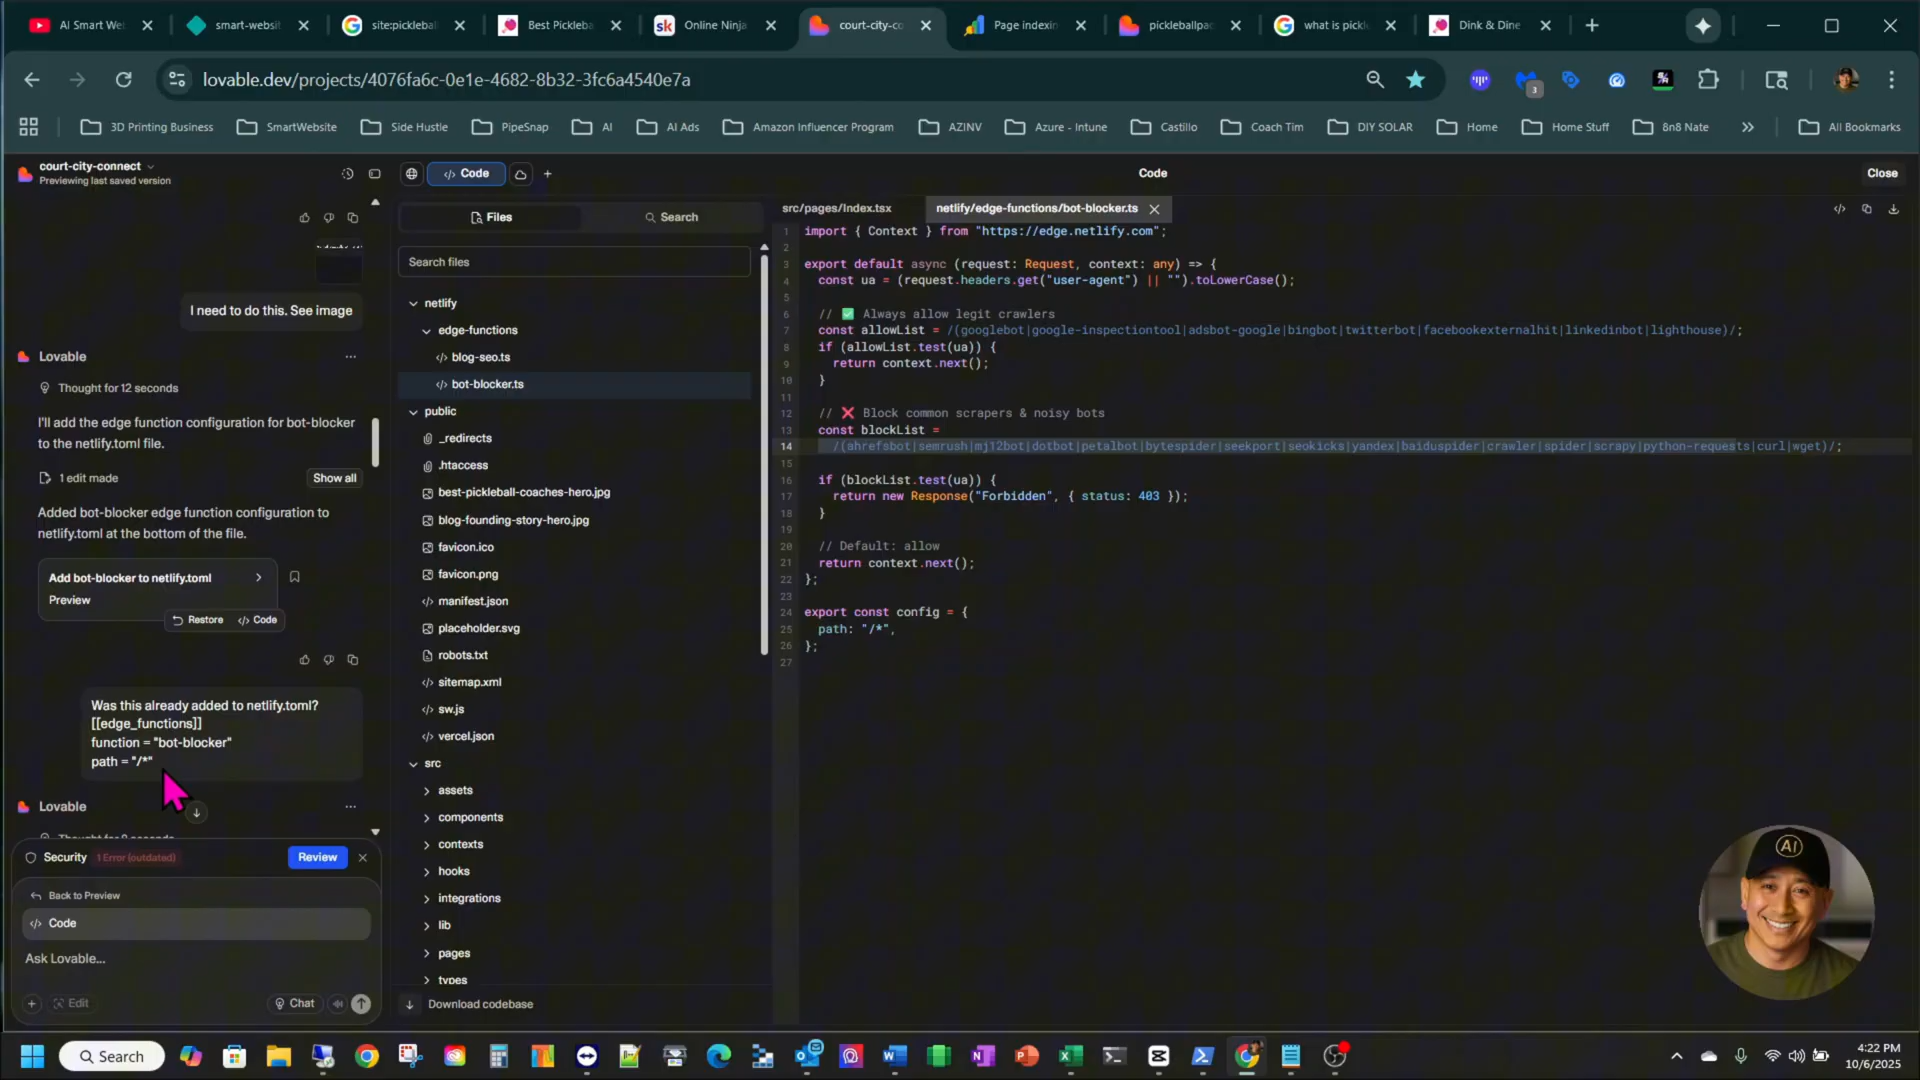 AI Smart We
smart-websit
sitepickleball
Best Pickleba
sk
Online Ninja
court-city-co
Page indexin
pickleballpac
what is pickl
Dink & Dine
lovable.dev/projects/4076fa6c-0e1e-4682-8b32-3fc6a4540e7a
3
3D Printing Business
SmartWebsite
Side Hustle
PipeSnap
AI
AI Ads
Amazon Influencer Program
AZINV
Azure - Intune
Castillo
Coach Tim
DIY SOLAR
Home
Home Stuff
8n8 Nate
All Bookmarks
court-city-connect
Previewing last saved version
Code
Code
Close
I need to do this. See image
Lovable
Thought for 12 seconds
I'll add the edge function configuration for bot-blocker
to the netlify.toml file.
1 edit made
Show all
Added bot-blocker edge function configuration to
netlify.toml at the bottom of the file.
Add bot-blocker to netlify.toml
Preview
Restore
Code
Was this already added to netlify.toml?
[[edge_functions]]
function = "bot-blocker"
path = "/*"
Lovable
Security
1 Error (outdated)
Review
Back to Preview
Code
Ask Lovable...
Edit
Chat
Files
Search
Search files
netlify
edge-functions
blog-seo.ts
bot-blocker.ts
public
_redirects
.htaccess
best-pickleball-coaches-hero.jpg
blog-founding-story-hero.jpg
favicon.ico
favicon.png
manifest.json
placeholder.svg
robots.txt
sitemap.xml
sw.js
vercel.json
src
assets
components
contexts
hooks
integrations
lib
pages
types
Download codebase
src/pages/Index.tsx
netlify/edge-functions/bot-blocker.ts
1 import { Context } from "https://edge.netlify.com";
2
3 export default async (request: Request, context: any) => {
4 const ua = (request.headers.get("user-agent") || "").toLowerCase();
5
6 // ✅ Always allow legit crawlers
7 const allowList = /(googlebot|google-inspectiontool|adsbot-google|bingbot|twitterbot|facebookexternalhit|linkedinbot|lighthouse)/;
8 if (allowList.test(ua)) {
9 return context.next();
10 }
11
12 // ❌ Block common scrapers & noisy bots
13 const blockList =
14 /(ahrefsbot|semrush|mj12bot|dotbot|petalbot|bytespider|seekport|seokicks|yandex|baiduspider|crawler|spider|scrapy|python-requests|curl|wget)/;
15
16 if (blockList.test(ua)) {
17 return new Response("Forbidden", { status: 403 });
18 }
19
20 // Default: allow
21 return context.next();
22 };
23
24 export const config = {
25 path: "/*",
26 };
27
AI
Search
4:22 PM
10/6/2025